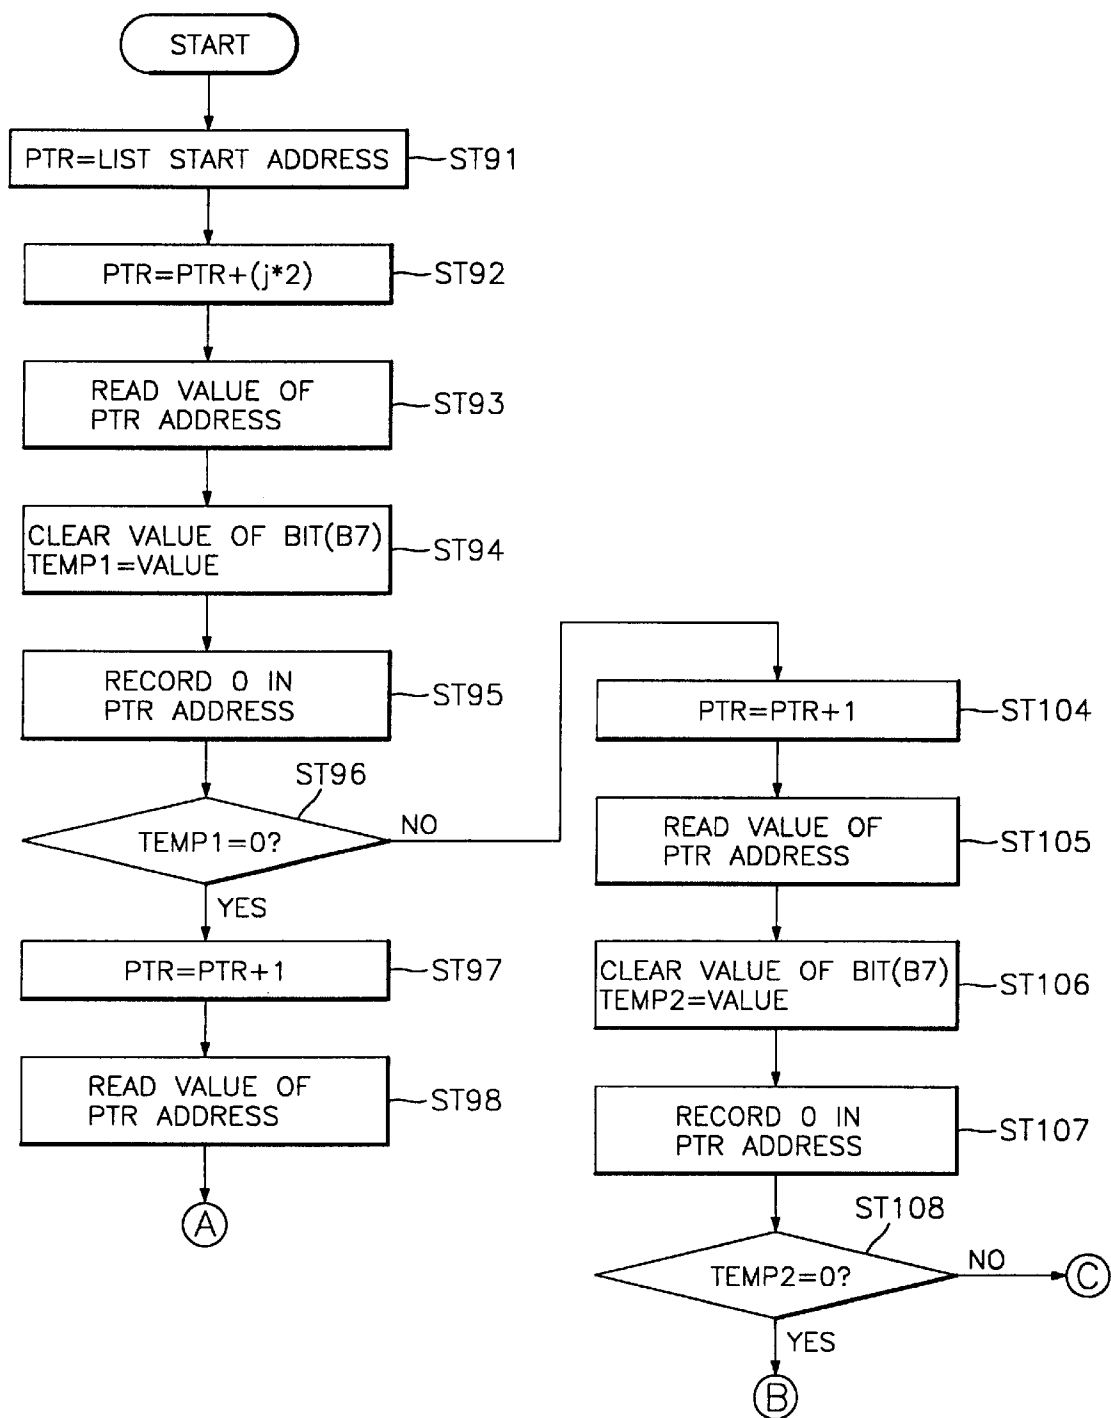 START
PTR=LIST START ADDRESS
ST91
PTR=PTR+(j*2)
ST92
READ VALUE OF
PTR ADDRESS
ST93
CLEAR VALUE OF BIT(B7)
TEMP1=VALUE
ST94
RECORD 0 IN
PTR ADDRESS
ST95
ST96
TEMP1=0?
NO
YES
PTR=PTR+1
ST97
READ VALUE OF
PTR ADDRESS
ST98
A
PTR=PTR+1
ST104
READ VALUE OF
PTR ADDRESS
ST105
CLEAR VALUE OF BIT(B7)
TEMP2=VALUE
ST106
RECORD 0 IN
PTR ADDRESS
ST107
ST108
TEMP2=0?
NO
C
YES
B